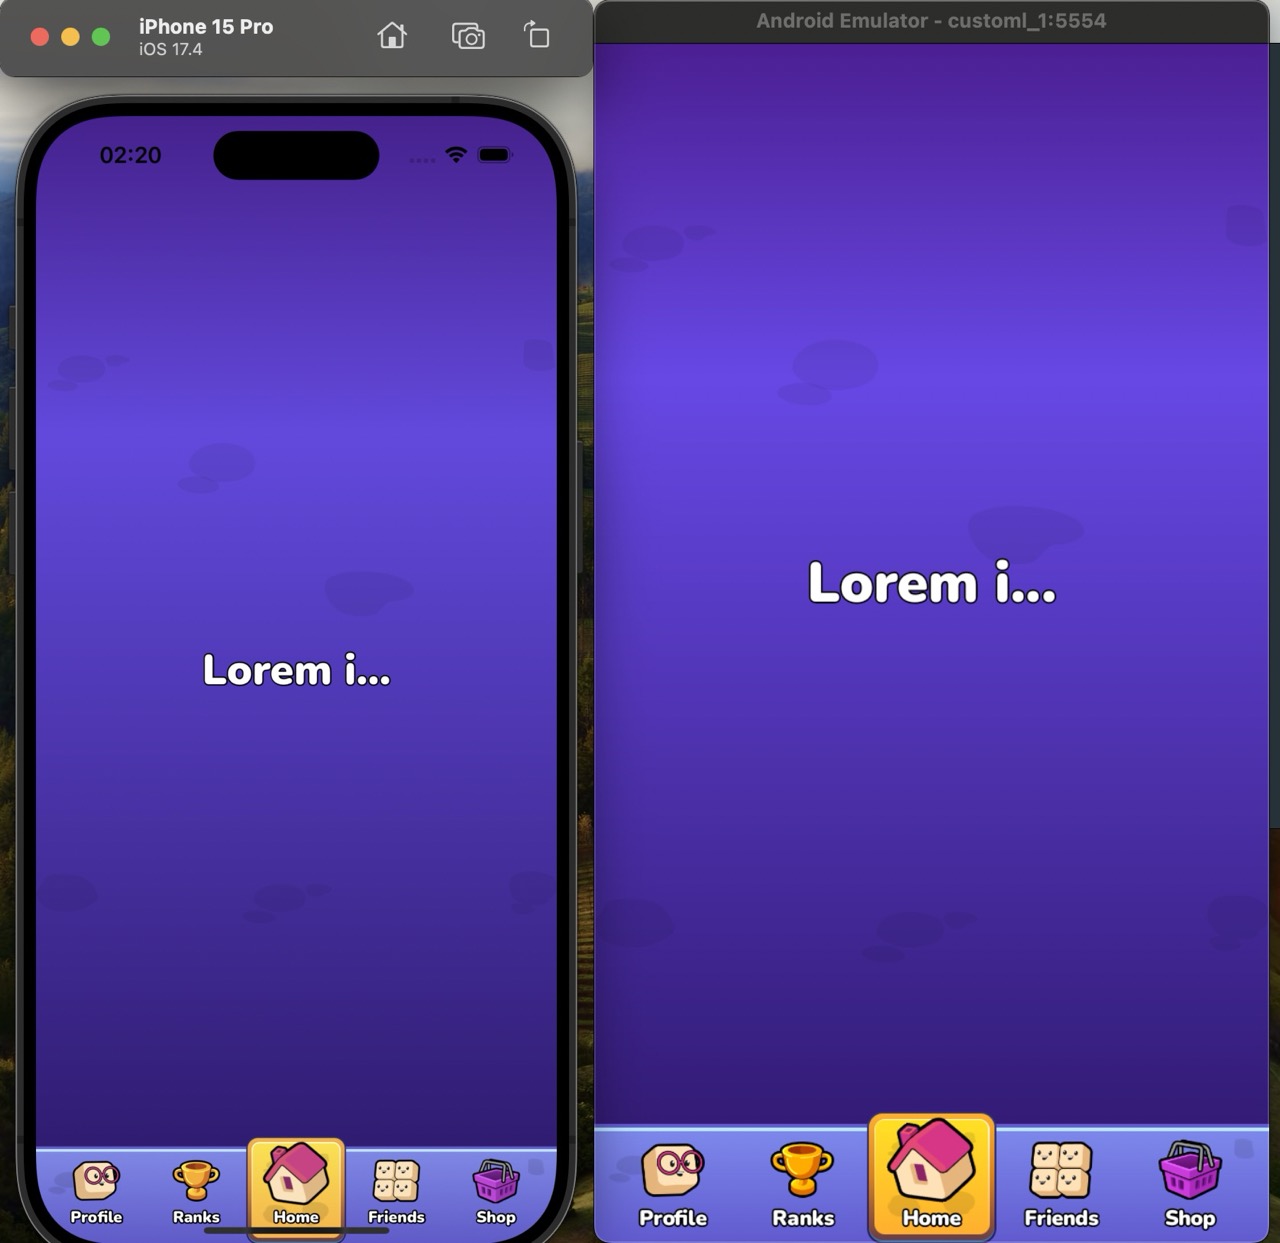 iPhone 15 Pro
iOS 17.4
02:20
Lorem i...
Profile
Ranks
Home
Friends
Shop
Android Emulator - customl_1:5554
Lorem i...
Profile
Ranks
Home
Friends
Shop